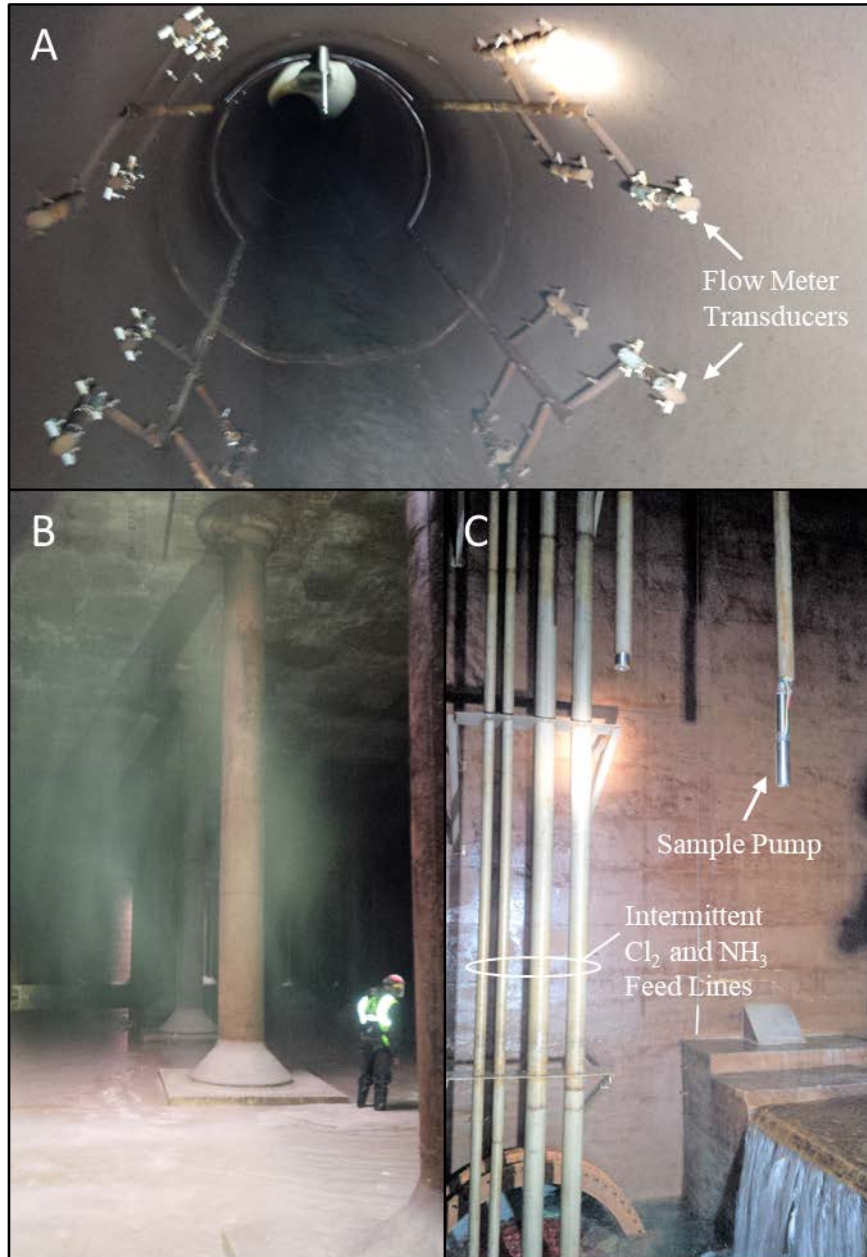 A
Flow Meter
Transducers
B
C
Sample Pump
Intermittent
Cl₂ and NH₃
Feed Lines